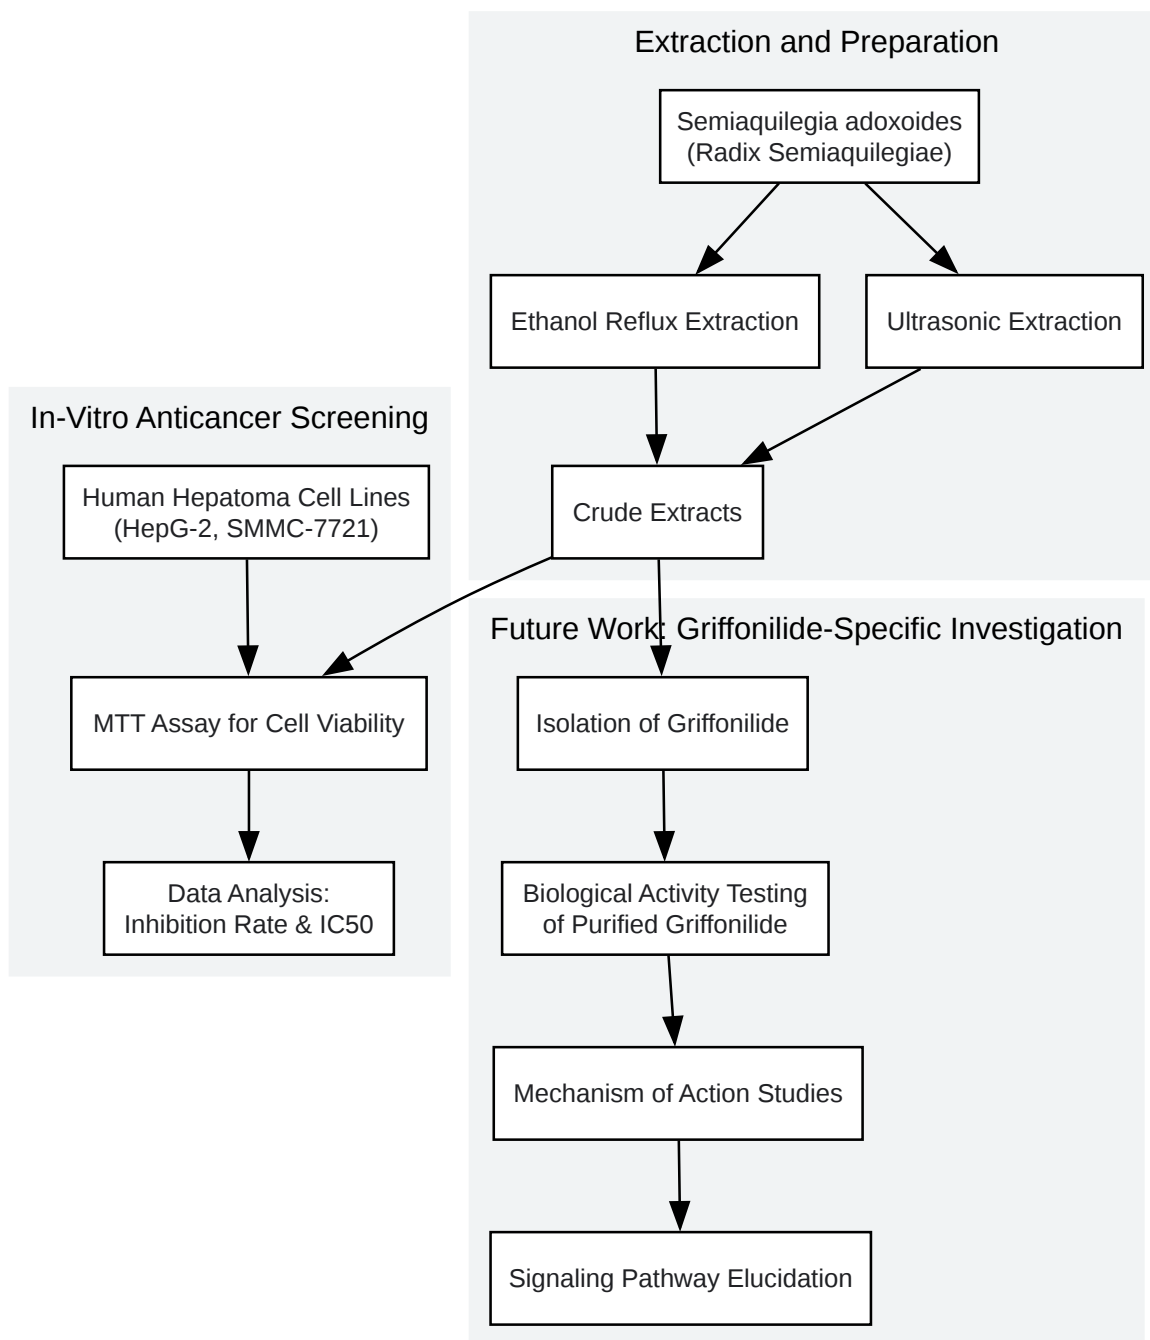 Extraction and Preparation
Semiaquilegia adoxoides
(Radix Semiaquilegiae)
Ethanol Reflux Extraction
Ultrasonic Extraction
Crude Extracts
In-Vitro Anticancer Screening
Human Hepatoma Cell Lines
(HepG-2, SMMC-7721)
MTT Assay for Cell Viability
Data Analysis:
Inhibition Rate & IC50
Future Work: Griffonilide-Specific Investigation
Isolation of Griffonilide
Biological Activity Testing
of Purified Griffonilide
Mechanism of Action Studies
Signaling Pathway Elucidation